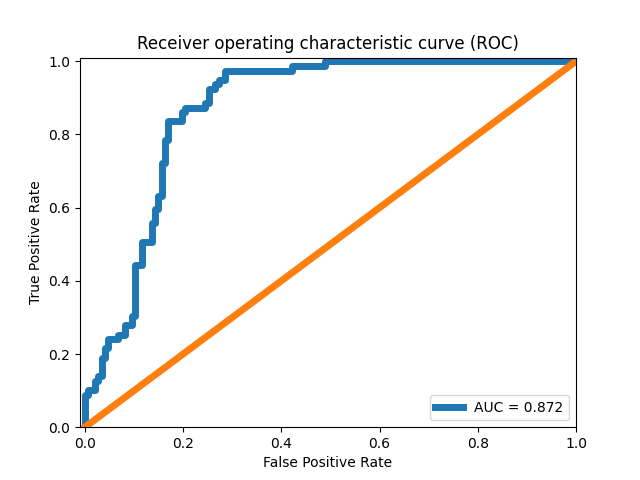 Receiver operating characteristic curve (ROC)
True Positive Rate
1.0
0.8
0.6
0.4
0.2
0.0
0.0 0.2 0.4 0.6 0.8 1.0
False Positive Rate
AUC = 0.872